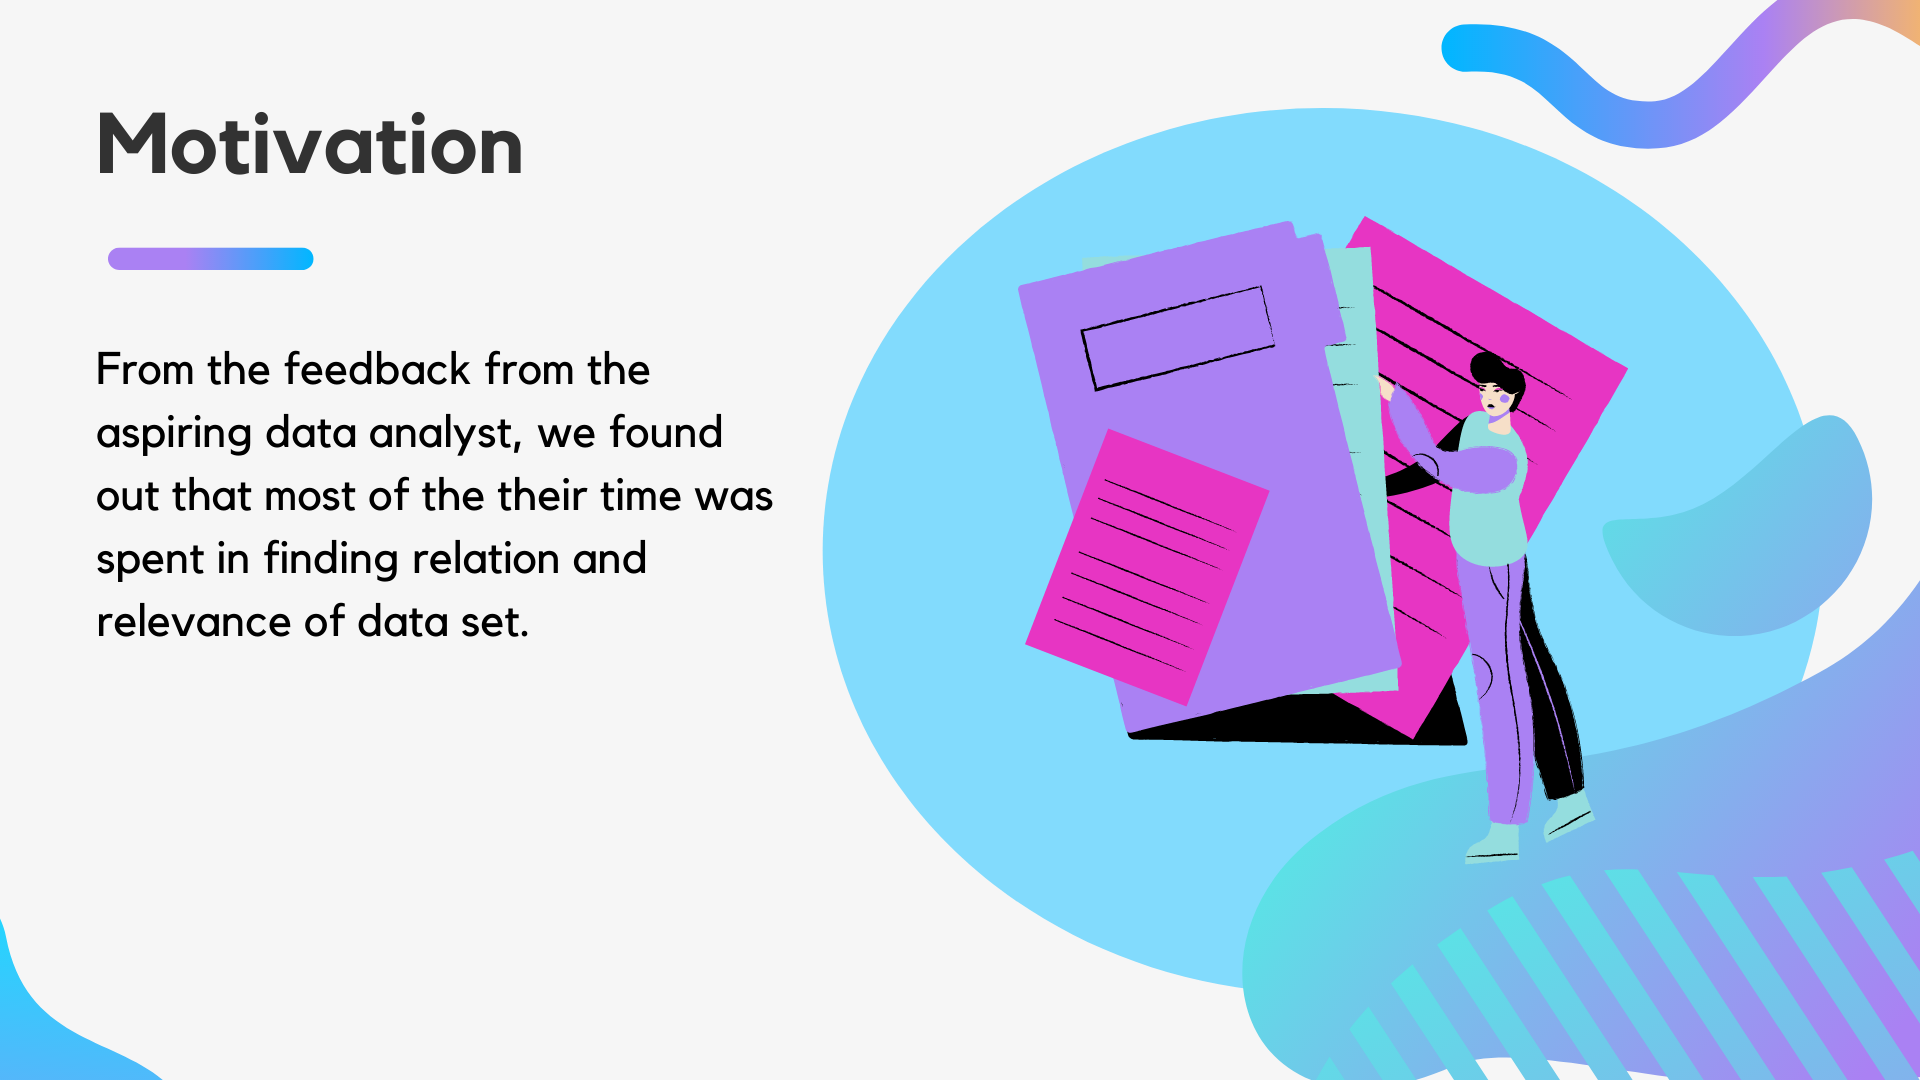 Motivation
From the feedback from the
aspiring data analyst, we found
out that most of the their time was
spent in finding relation and
relevance of data set.